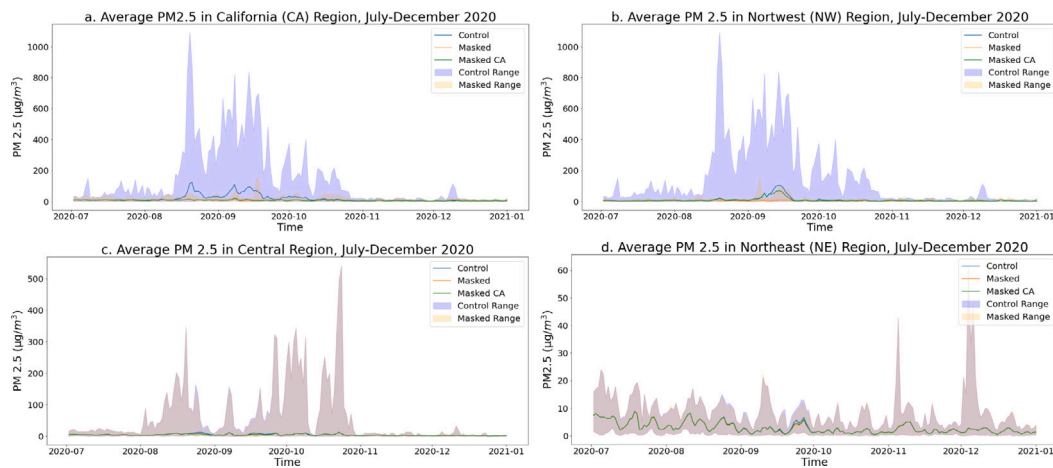 a. Average PM2.5 in California (CA) Region, July-December 2020
PM 2.5 (μg/m³)
1000
800
600
400
200
0
Control
Masked
Masked CA
Control Range
Masked Range
2020-07 2020-08 2020-09 2020-10 2020-11 2020-12 2021-01
Time
b. Average PM 2.5 in Nortwest (NW) Region, July-December 2020
PM 2.5 (μg/m³)
1000
800
600
400
200
0
Control
Masked
Masked CA
Control Range
Masked Range
2020-07 2020-08 2020-09 2020-10 2020-11 2020-12 2021-01
Time
c. Average PM 2.5 in Central Region, July-December 2020
PM 2.5 (μg/m³)
500
400
300
200
100
0
Control
Masked
Masked CA
Control Range
Masked Range
2020-07 2020-08 2020-09 2020-10 2020-11 2020-12 2021-01
Time
d. Average PM 2.5 in Northeast (NE) Region, July-December 2020
PM2.5 (μg/m³)
60
50
40
30
20
10
0
Control
Masked
Masked CA
Control Range
Masked Range
2020-07 2020-08 2020-09 2020-10 2020-11 2020-12 2021-01
Time